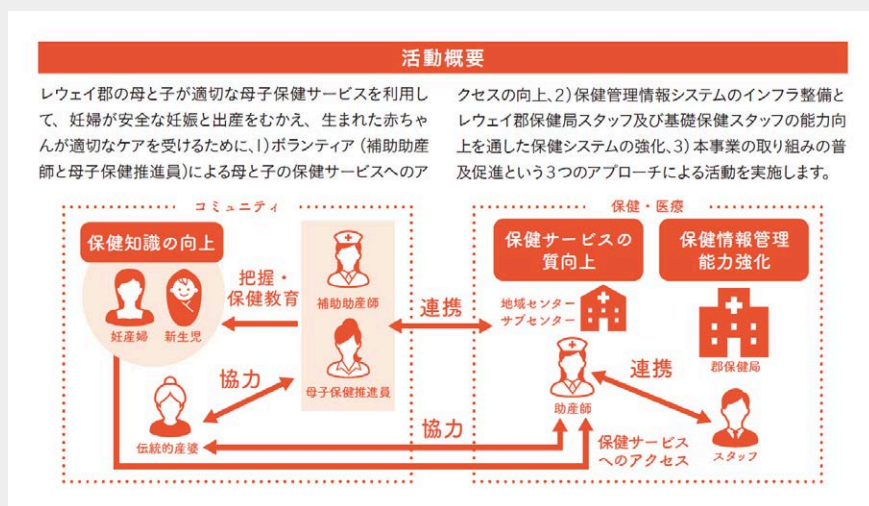 活動概要
レウェイ郡の母と子が適切な母子保健サービスを利用し
て、妊婦が安全な妊娠と出産をむかえ、生まれた赤ちゃ
んが適切なケアを受けるために、1)ボランティア(補助助産
師と母子保健推進員)による母と子の保健サービスへのア
クセスの向上、2)保健管理情報システムのインフラ整備と
レウェイ郡保健局スタッフ及び基礎保健スタッフの能力向
上を通した保健システムの強化、3)本事業の取り組みの普
及促進という3つのアプローチによる活動を実施します。
コミュニティ
保健知識の向上
妊産婦
新生児
把握・
保健教育
補助助産師
母子保健推進員
協力
伝統的産婆
連携
協力
保健・医療
保健サービスの
質向上
保健情報管理
能力強化
地域センター
サブセンター
郡保健局
助産師
連携
スタッフ
保健サービス
へのアクセス